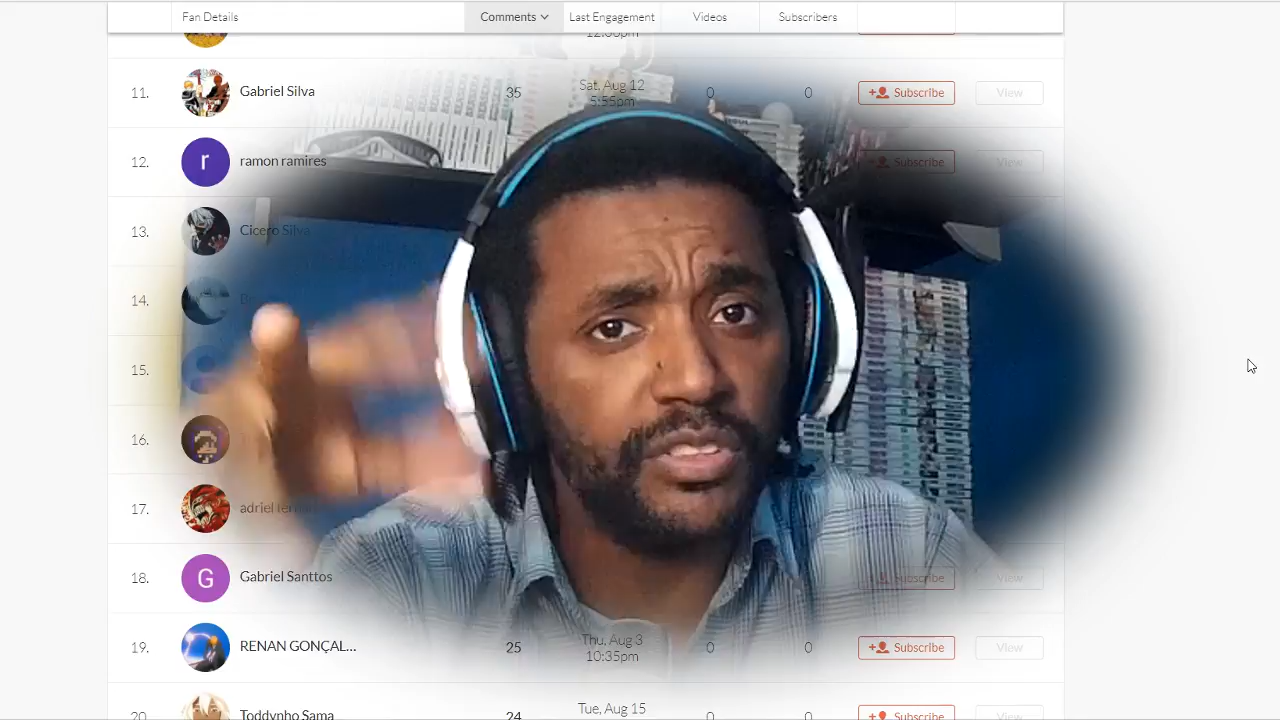 Fan Details Comments Last Engagement Videos Subscribers
12:00pm
11. Gabriel Silva 35 Sat, Aug 12 5:55pm 0 0 Subscribe View
12. ramon ramires Subscribe View
13. Cicero Silva
14.
15.
16.
17. adriel
18. Gabriel Santtos Subscribe View
19. RENAN GONÇAL... 25 Thu, Aug 3 10:35pm 0 0 Subscribe View
20. Toddynho Sama 24 Tue, Aug 15 0 0 Subscribe View